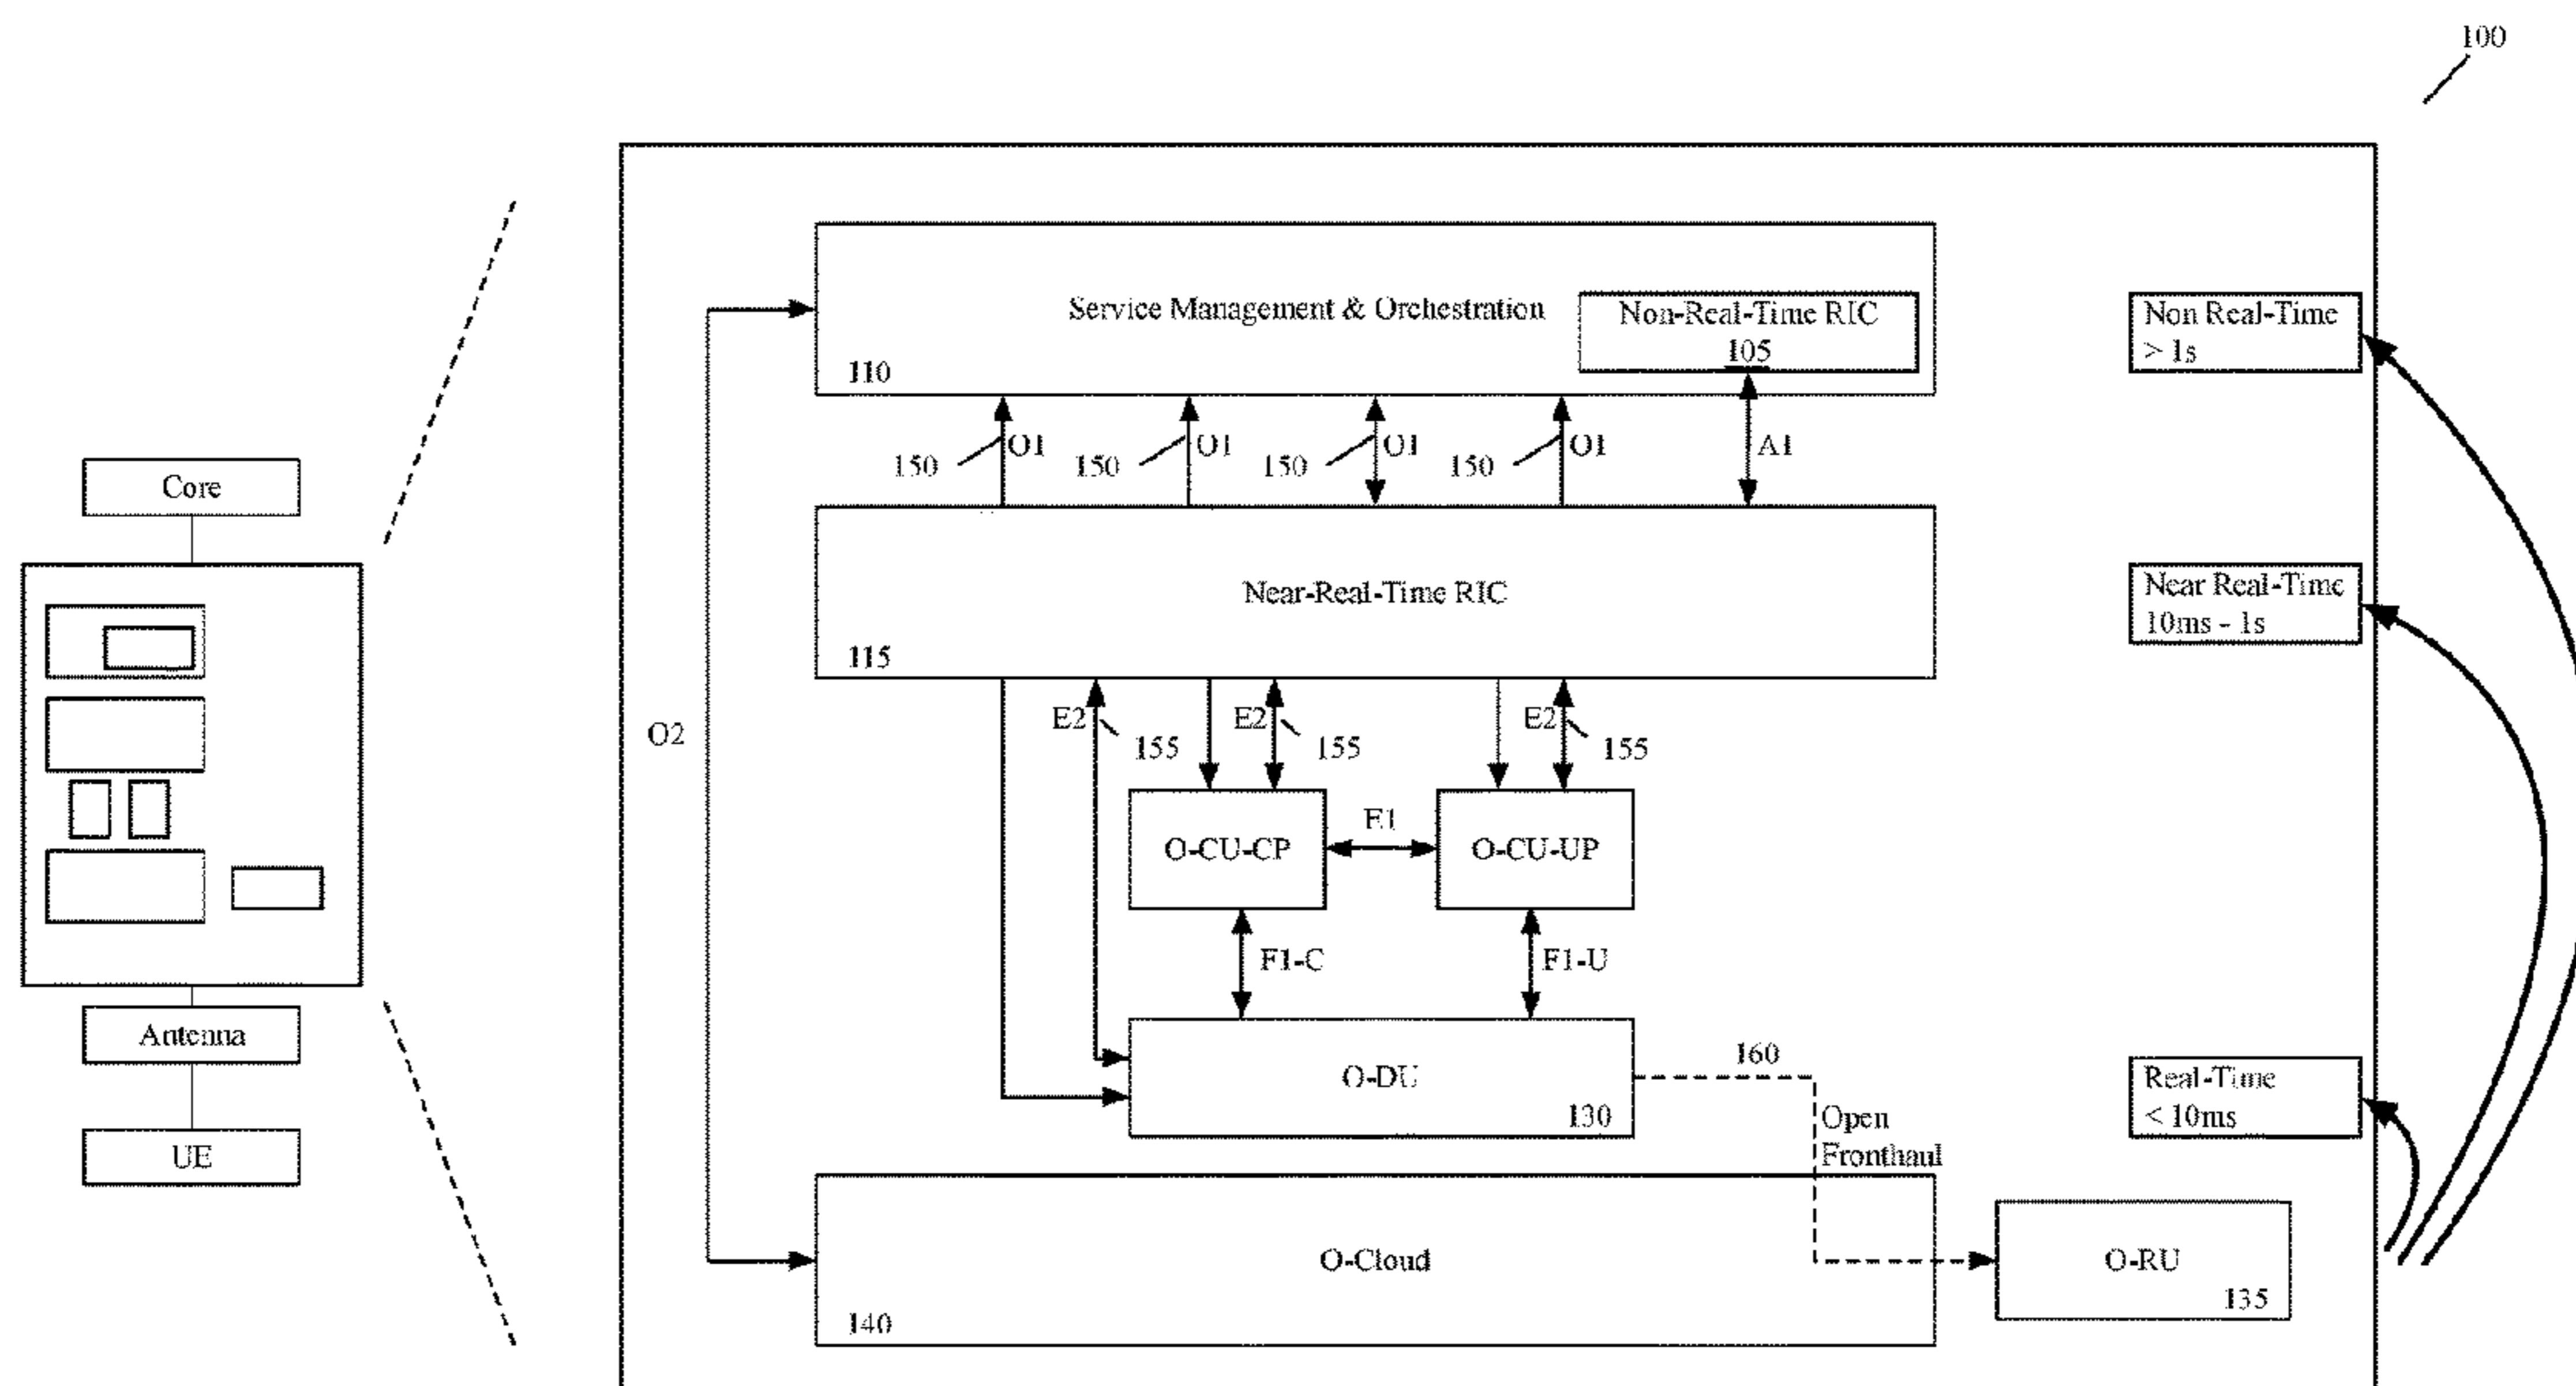 100
Core
Antenna
UE
Service Management & Orchestration
110
Non-Real-Time RIC
105
Non Real-Time
> 1s
150
O1
150
O1
150
O1
150
O1
A1
Near-Real-Time RIC
115
Near Real-Time
10ms - 1s
O2
E2
155
E2
155
E2
155
O-CU-CP
E1
O-CU-UP
F1-C
F1-U
O-DU
130
160
Open
Fronthaul
Real-Time
< 10ms
O-Cloud
140
O-RU
135